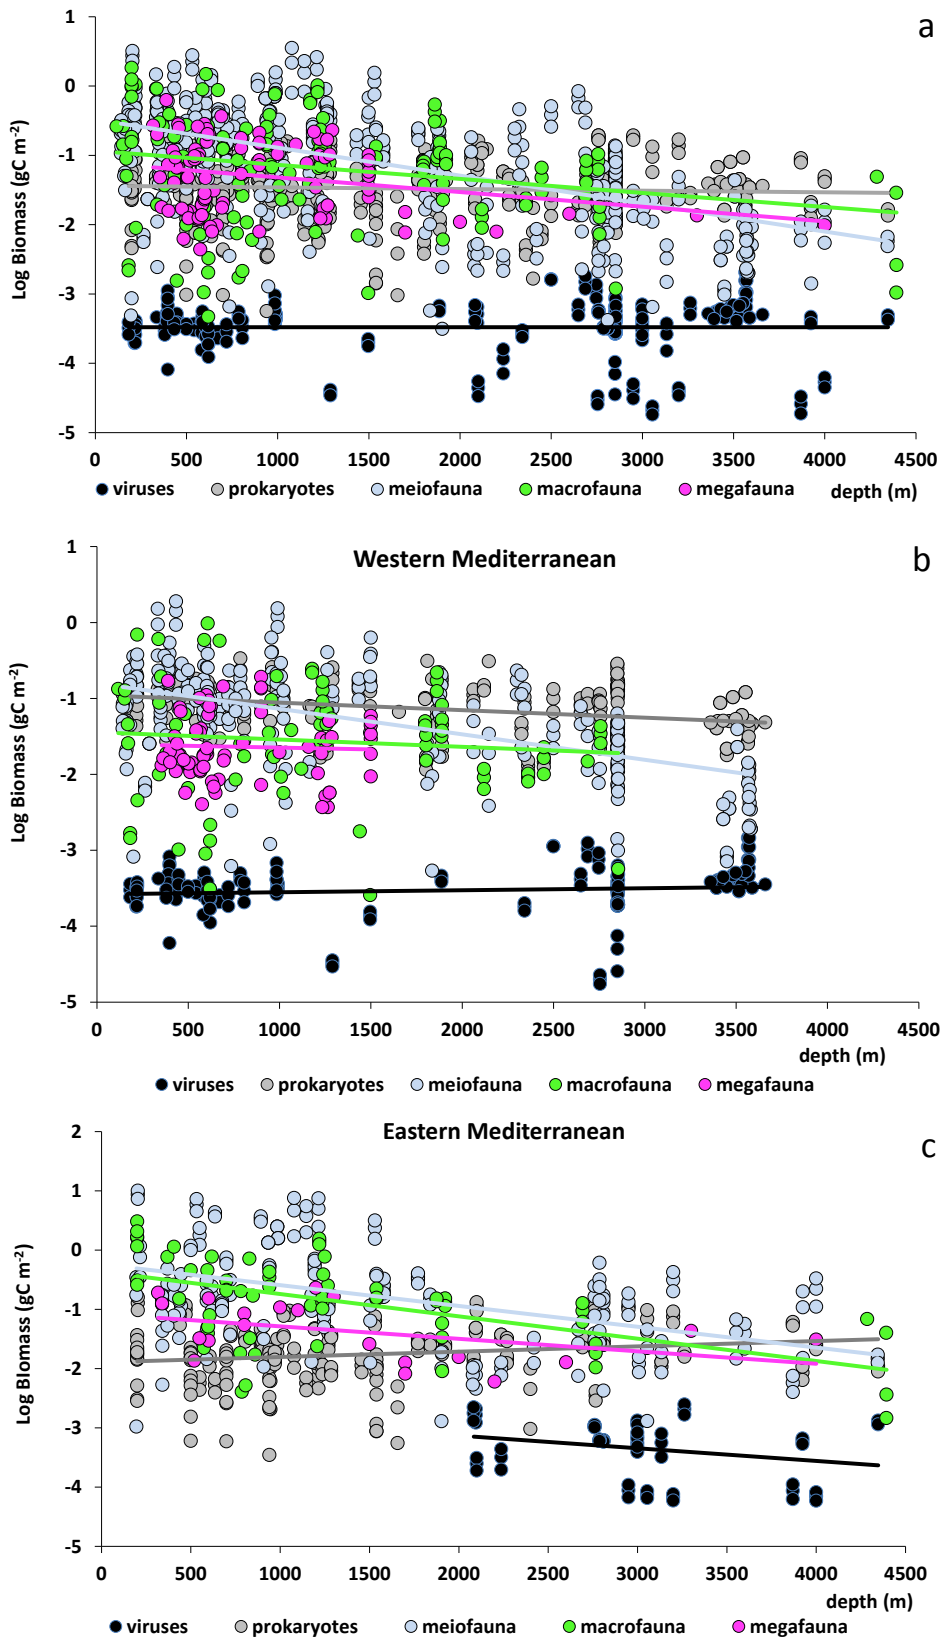 a
1
0
-1
-2
-3
-4
-5
Log Biomass (gC m-2)
0 500 1000 1500 2000 2500 3000 3500 4000 4500
viruses prokaryotes meiofauna macrofauna megafauna depth (m)
Western Mediterranean b
1
0
-1
-2
-3
-4
-5
Log Biomass (gC m-2)
0 500 1000 1500 2000 2500 3000 3500 4000 4500
depth (m)
viruses prokaryotes meiofauna macrofauna megafauna
Eastern Mediterranean c
2
1
0
-1
-2
-3
-4
-5
Log BIomass (gC m-2)
0 500 1000 1500 2000 2500 3000 3500 4000 4500
depth (m)
viruses prokaryotes meiofauna macrofauna megafauna